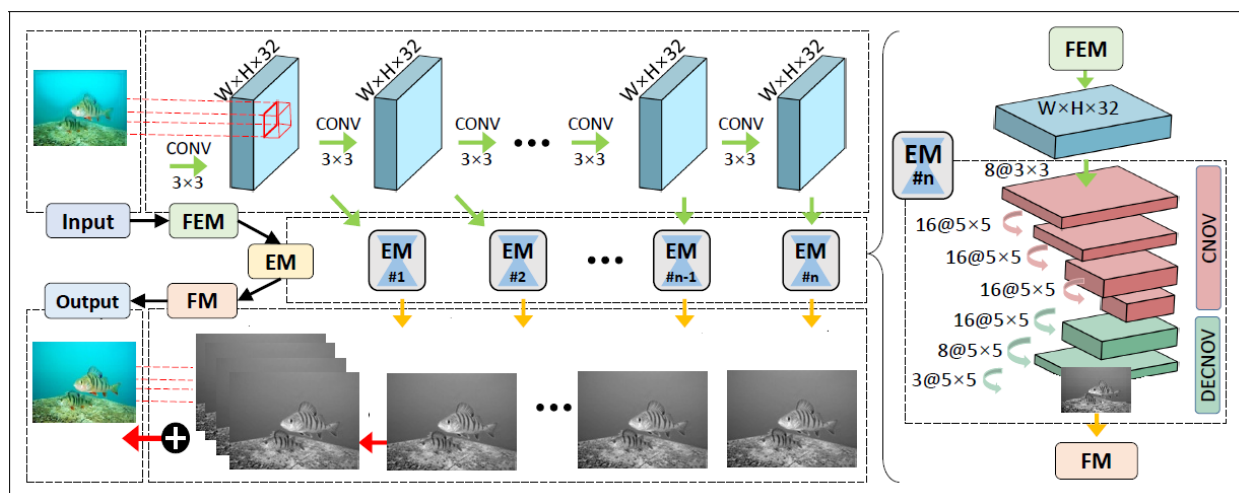 W×H×32
W×H×32
W×H×32
W×H×32
CONV
3×3
CONV
3×3
CONV
3×3
CONV
3×3
CONV
3×3
Input
FEM
EM
FM
Output
EM
#1
EM
#2
EM
#n-1
EM
#n
FEM
W×H×32
EM
#n
8@3×3
16@5×5
16@5×5
16@5×5
16@5×5
8@5×5
3@5×5
CNOV
DECNOV
FM